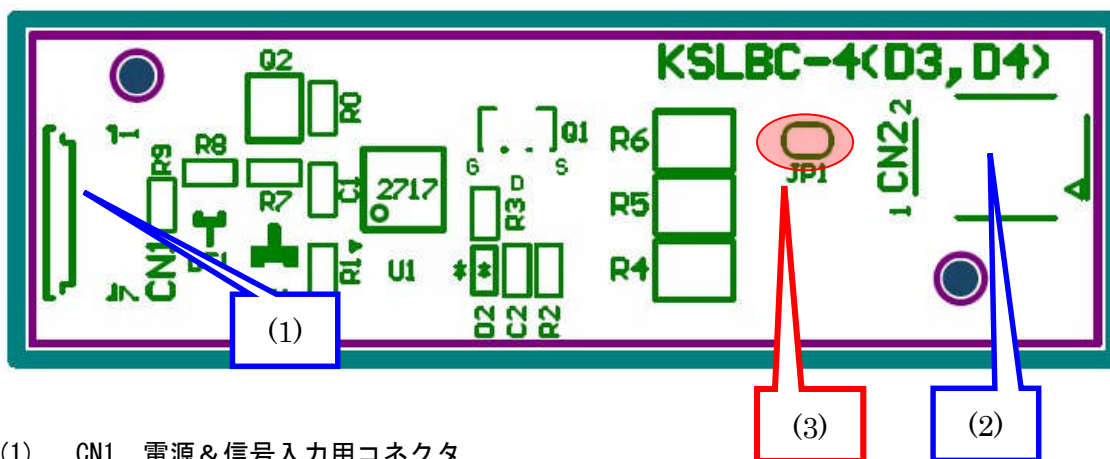 KSLBC-4(D3,D4)
Q2
R0
R9
R8
R7
C1
2717
U1
R1
1
7
CN1
Q1
G
D
S
R3
D2
C2
R2
R6
R5
R4
JP1
CN2
2
1
(1)
(3)
(2)
(1) CN1 電源&信号入力用コネクタ